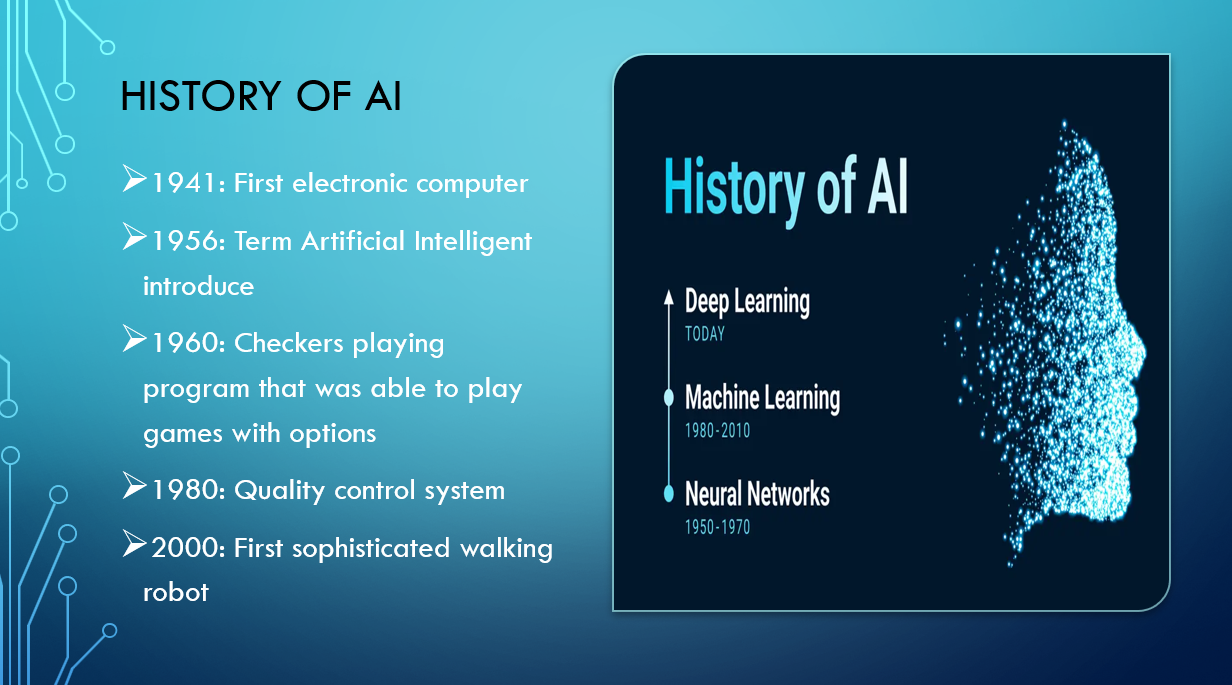 HISTORY OF AI
➢1941: First electronic computer
➢1956: Term Artificial Intelligent
introduce
➢1960: Checkers playing
program that was able to play
games with options
➢1980: Quality control system
➢2000: First sophisticated walking
robot
History of AI
Deep Learning
TODAY
Machine Learning
1980-2010
Neural Networks
1950-1970